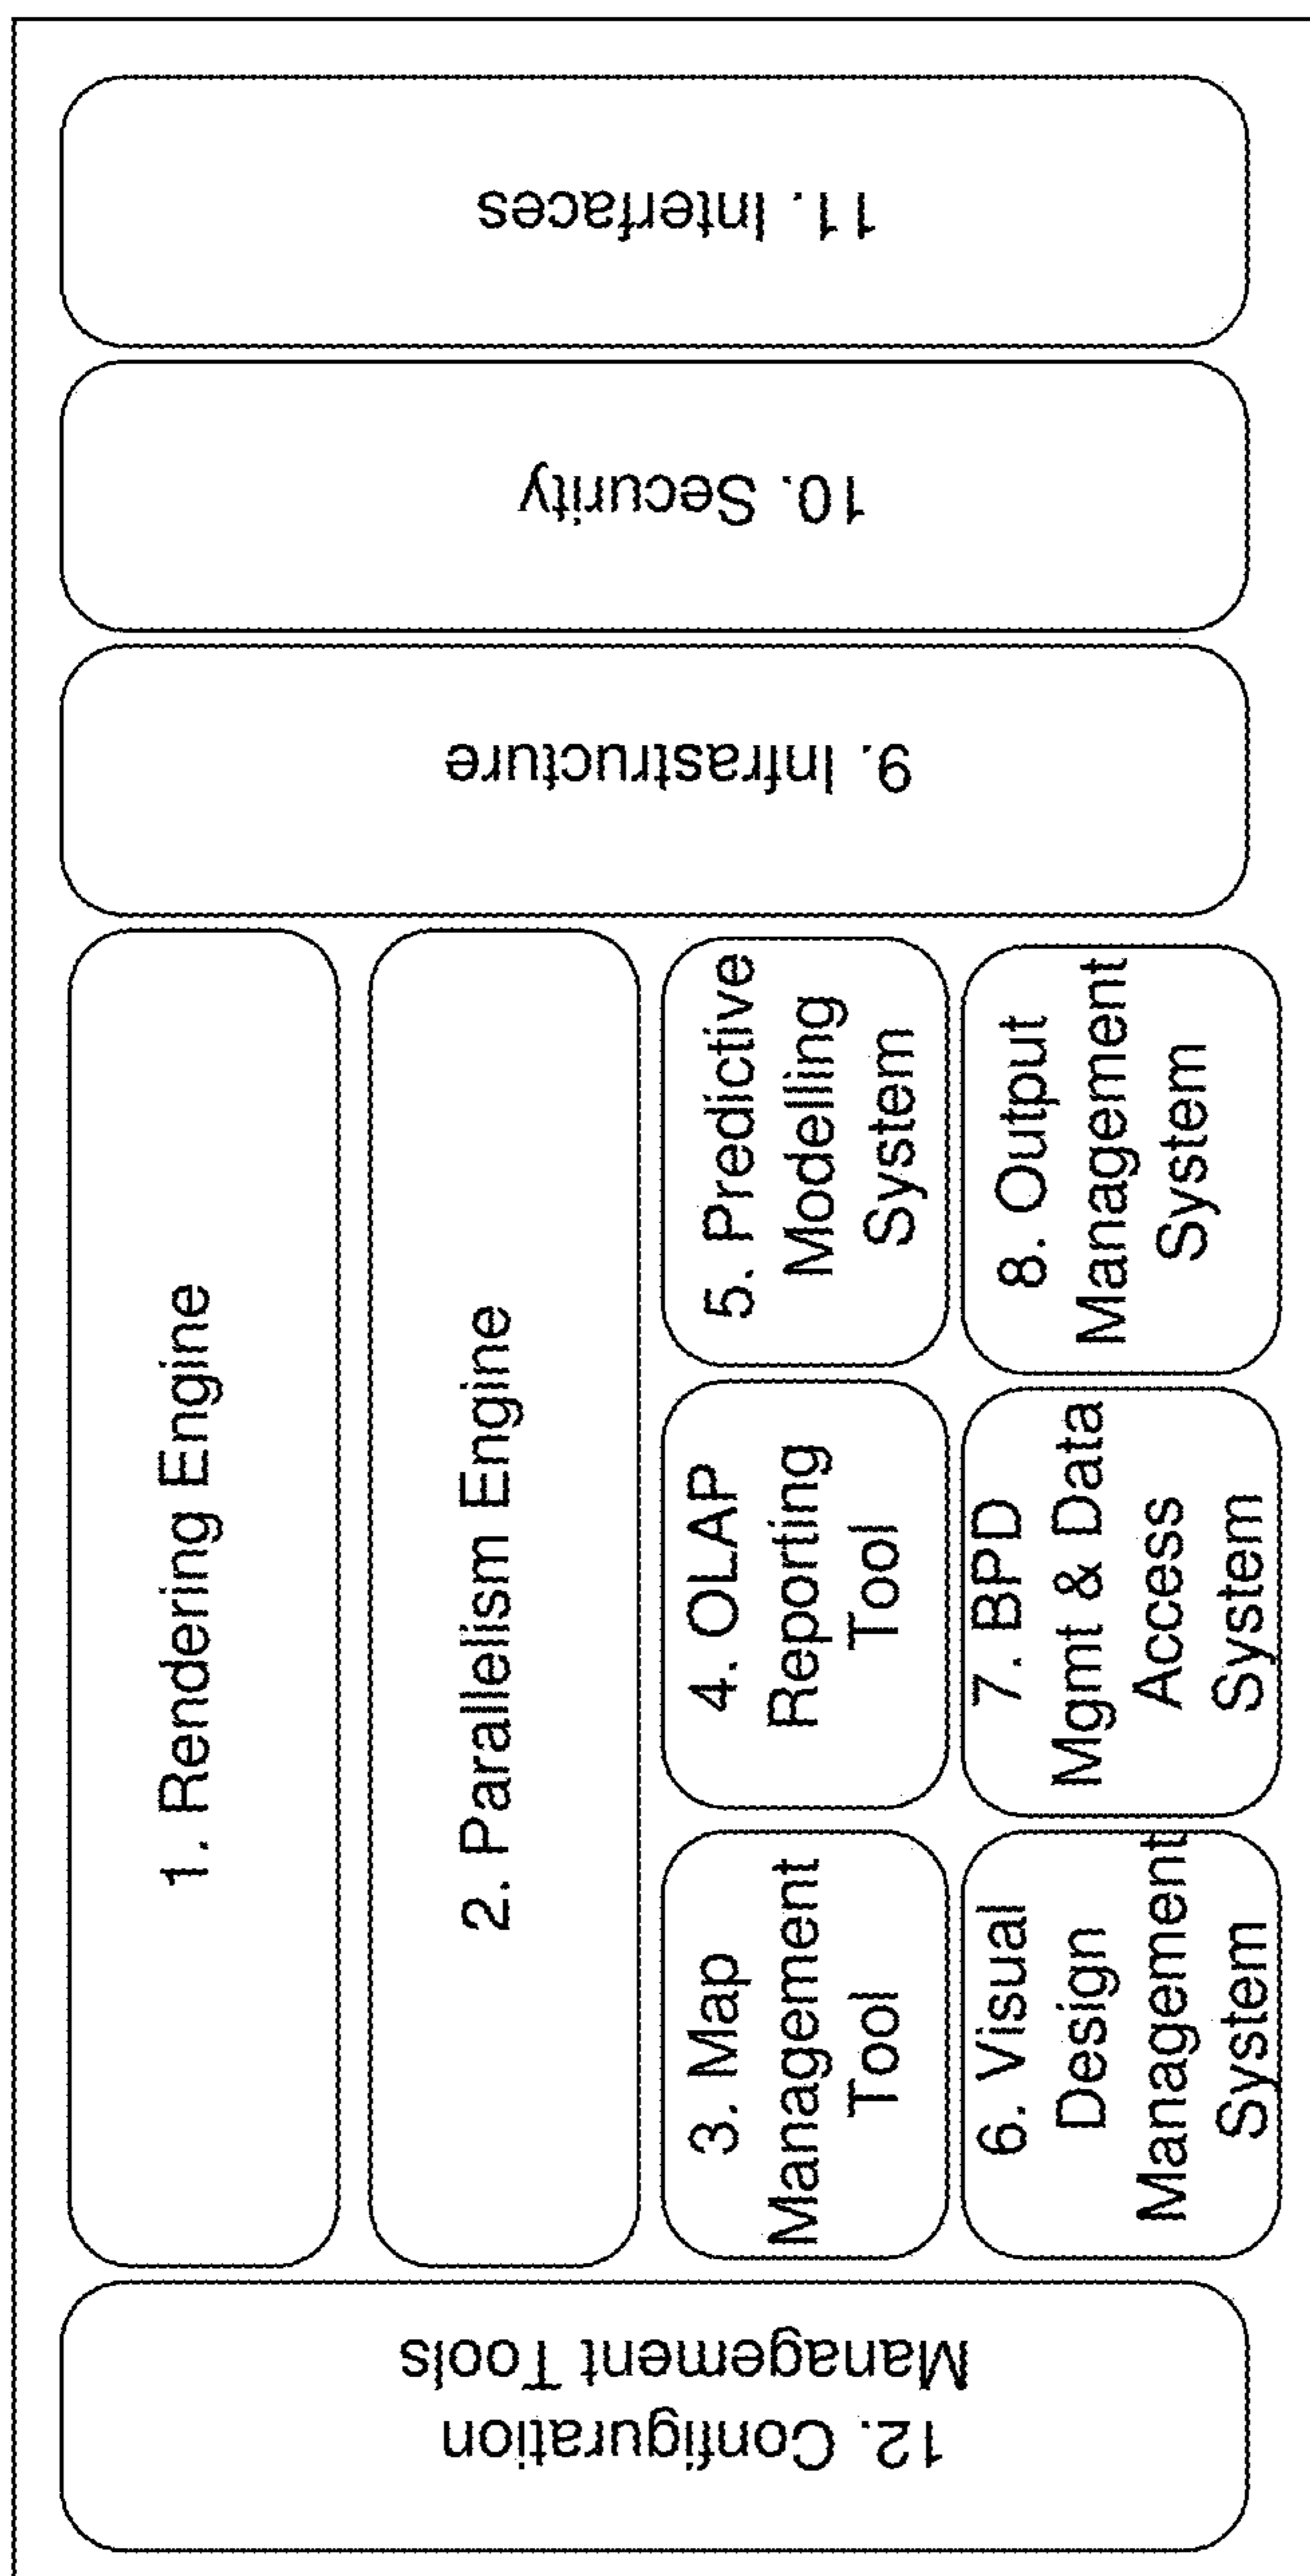 1. Rendering Engine
2. Parallelism Engine
3. Map
Management
Tool
4. OLAP
Reporting
Tool
5. Predictive
Modelling
System
6. Visual
Design
Management
System
7. BPD
Mgmt & Data
Access
System
8. Output
Management
System
9. Infrastructure
10. Security
11. Interfaces
12. Configuration
Management Tools